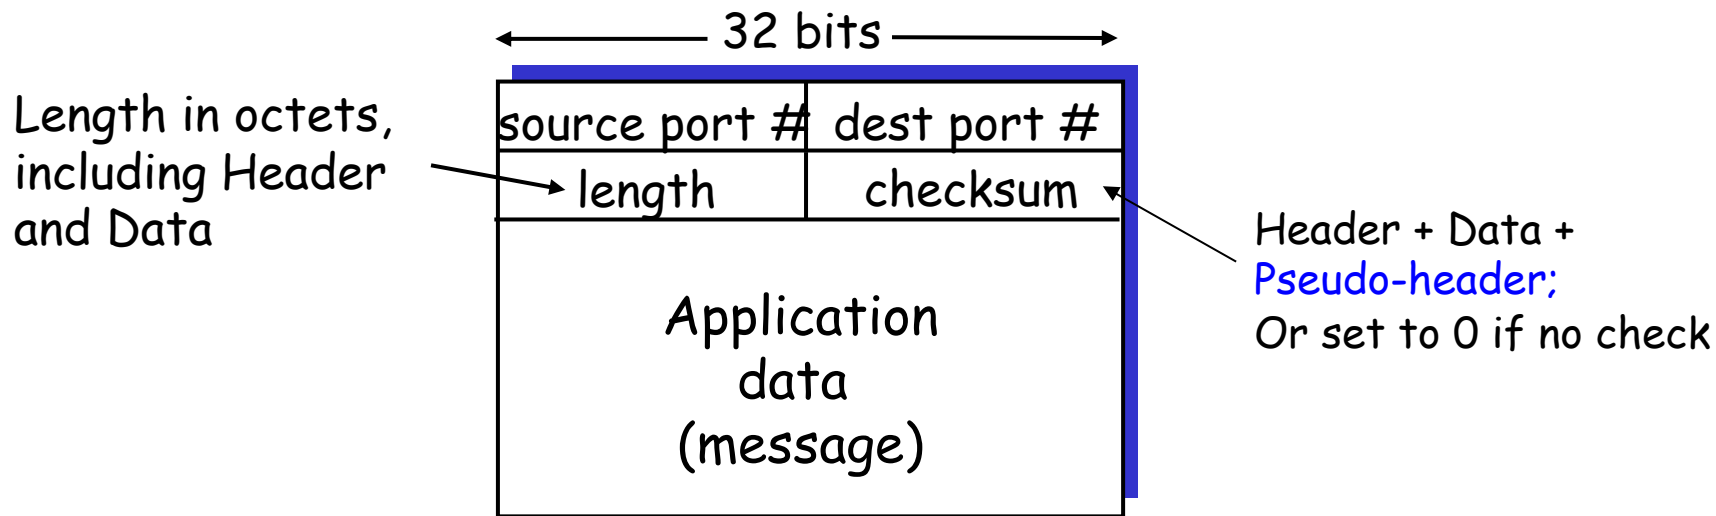 32 bits
Length in octets,
including Header
and Data
source port #
dest port #
length
checksum
Header + Data +
Pseudo-header;
Or set to 0 if no check
Application
data
(message)